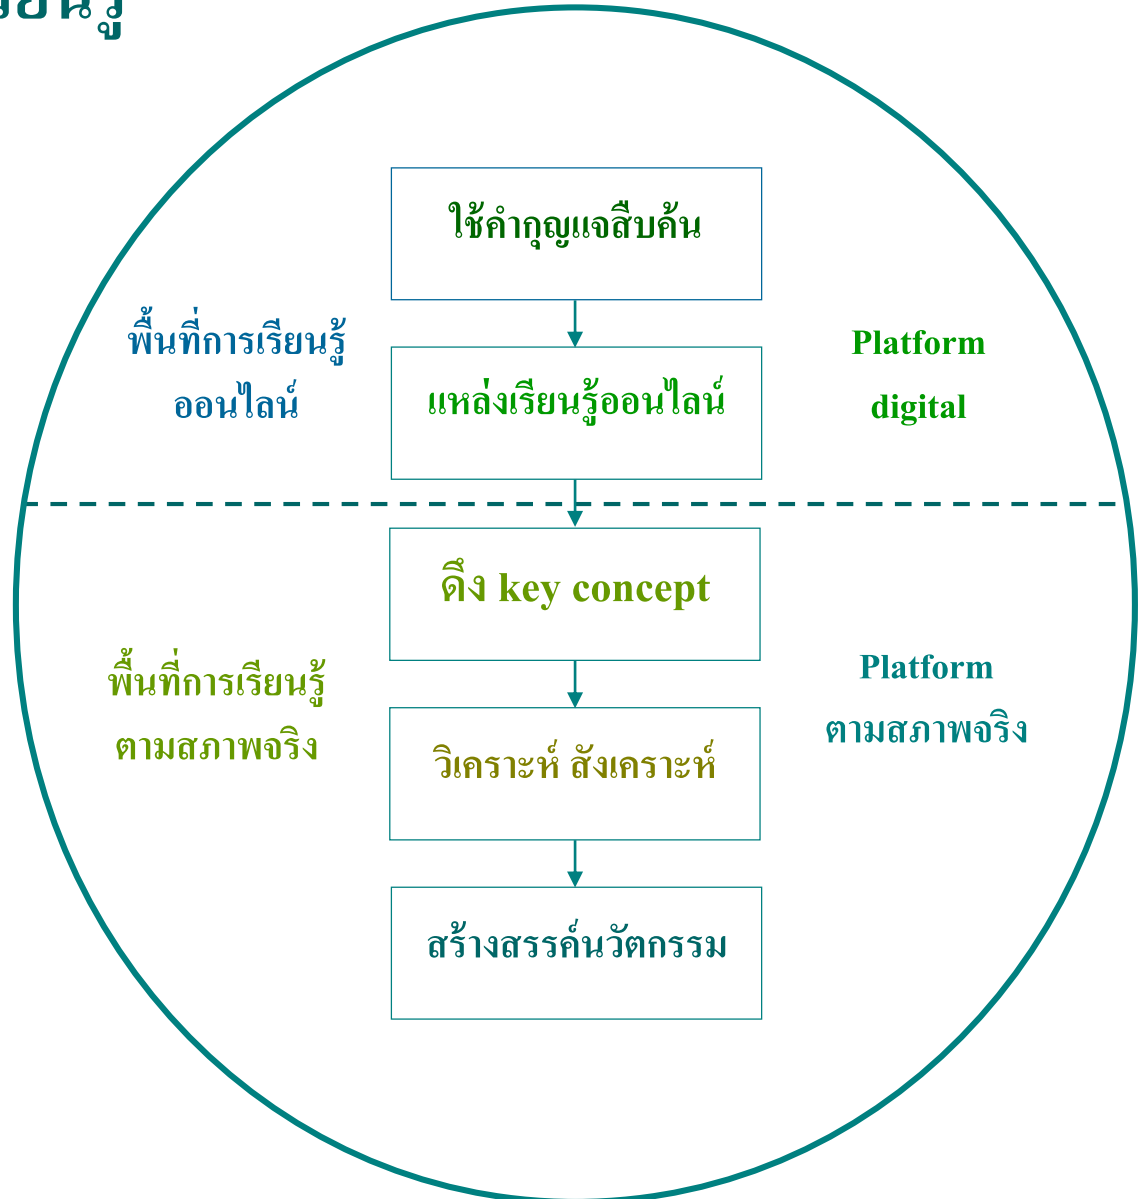 ใช้คำกุญแจสืบค้น
พื้นที่การเรียนรู้
ออนไลน์
แหล่งเรียนรู้ออนไลน์
Platform
digital
ดึง key concept
พื้นที่การเรียนรู้
ตามสภาพจริง
Platform
ตามสภาพจริง
วิเคราะห์ สังเคราะห์
สร้างสรรค์นวัตกรรม